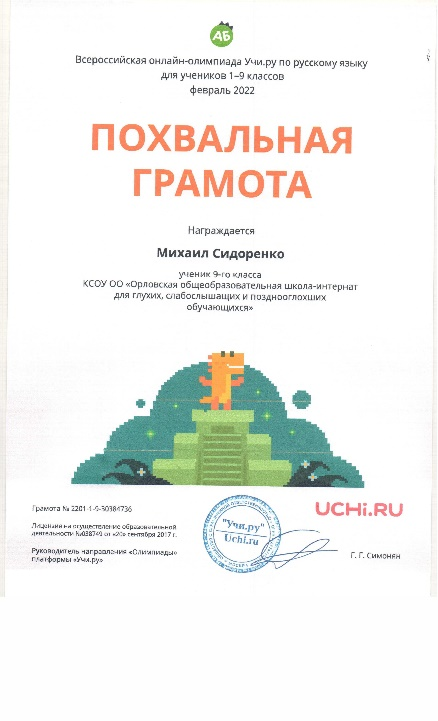 АБ
Всероссийская онлайн-олимпиада Учи.ру по русскому языку
для учеников 1–9 классов
февраль 2022
ПОХВАЛЬНАЯ
ГРАМОТА
Награждается
Михаил Сидоренко
ученик 9-го класса
КСОУ ОО «Орловская общеобразовательная школа-интернат
для глухих, слабослышащих и позднооглохших
обучающихся»
Грамота № 2201-1-9-30384736
UCHi.RU
Лицензия на осуществление образовательной
деятельности №038749 от «20» сентября 2017 г.
"Учи.ру"
Uchi.ru
Руководитель направления «Олимпиады»
платформы «Учи.ру»
Г. Г. Симонян